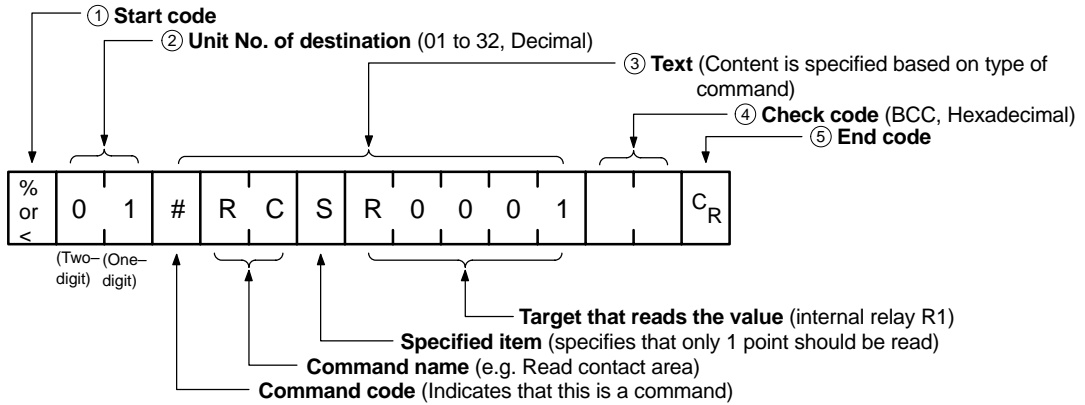 ① Start code
② Unit No. of destination (01 to 32, Decimal)
③ Text (Content is specified based on type of
command)
④ Check code (BCC, Hexadecimal)
⑤ End code
%
or
<
0 1 # R C S R 0 0 0 1 CR
(Two– (One–
digit) digit)
Target that reads the value (internal relay R1)
Specified item (specifies that only 1 point should be read)
Command name (e.g. Read contact area)
Command code (Indicates that this is a command)